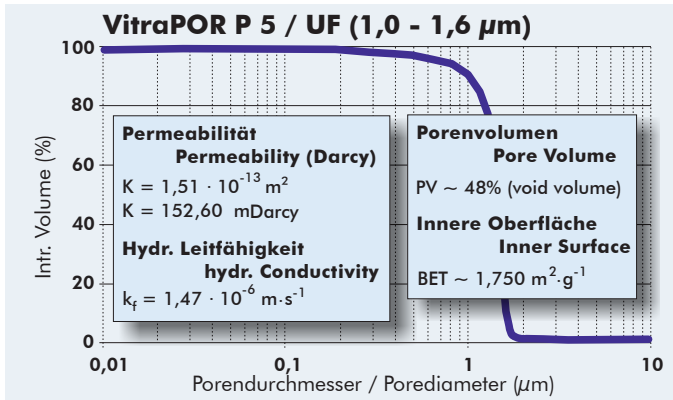 VitraPOR P 5 / UF (1,0 - 1,6 µm)
100
80
60
40
20
0
Intr. Volume (%)
Permeabilität
Permeability (Darcy)
K = 1,51 · 10⁻¹³ m²
K = 152,60 mDarcy
Hydr. Leitfähigkeit
hydr. Conductivity
k_f = 1,47 · 10⁻⁶ m·s⁻¹
Porenvolumen
Pore Volume
PV ~ 48% (void volume)
Innere Oberfläche
Inner Surface
BET ~ 1,750 m²·g⁻¹
0,01 0,1 1 10
Porendurchmesser / Porediameter (µm)